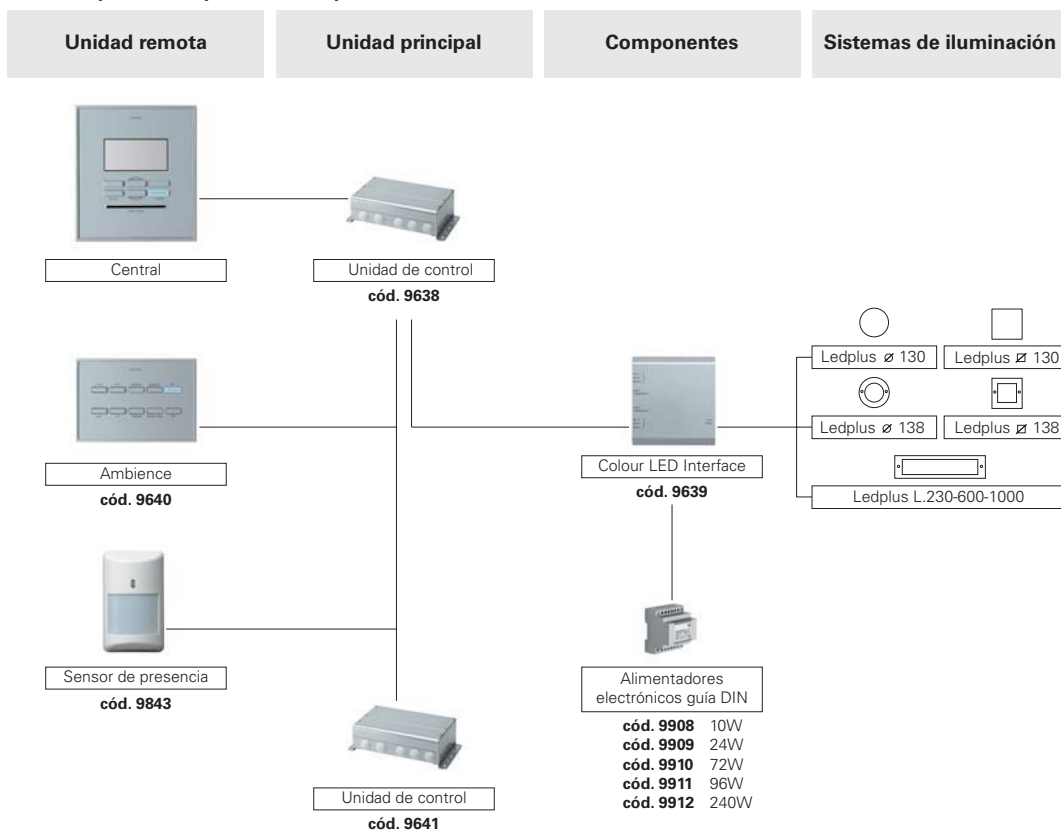 Unidad remota
Unidad principal
Componentes
Sistemas de iluminación
Central
Unidad de control
cód. 9638
Ledplus ⌀ 130
Ledplus ⍁ 130
Ledplus ⌀ 138
Ledplus ⍁ 138
Ledplus L.230-600-1000
Ambience
cód. 9640
Colour LED Interface
cód. 9639
Sensor de presencia
cód. 9843
Alimentadores
electrónicos guía DIN
cód. 9908 10W
cód. 9909 24W
cód. 9910 72W
cód. 9911 96W
cód. 9912 240W
Unidad de control
cód. 9641